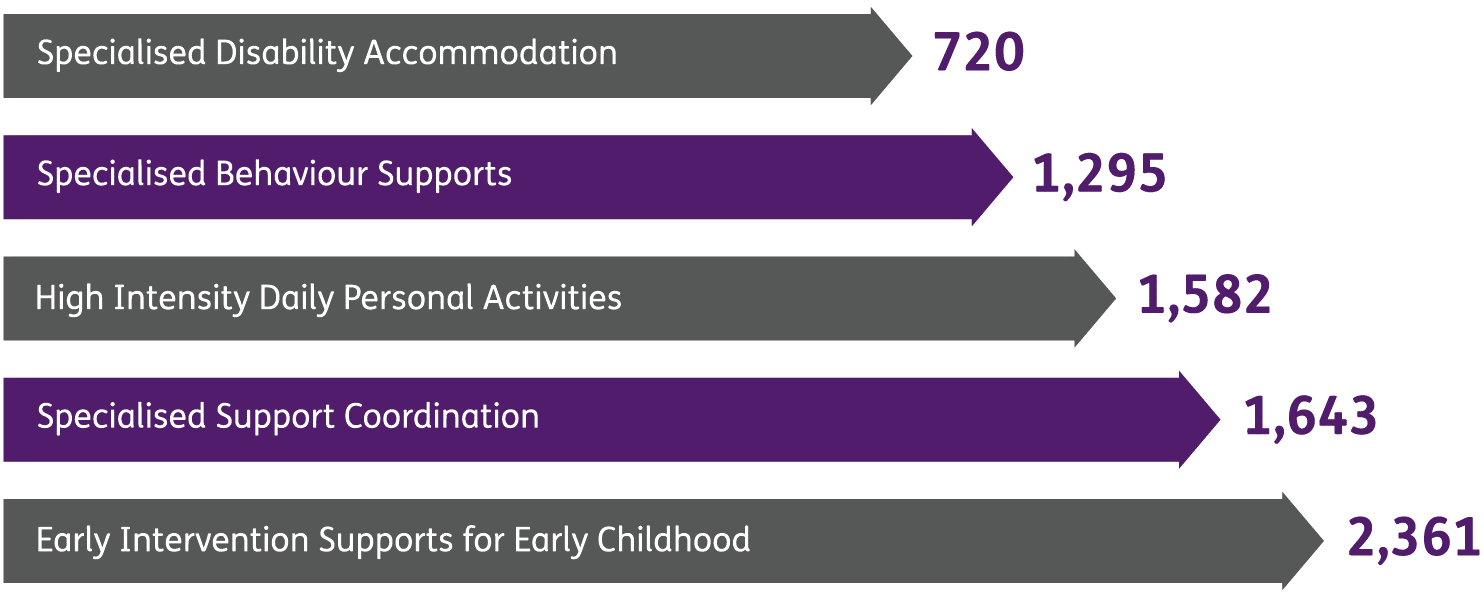 Specialised Disability Accommodation 720
Specialised Behaviour Supports 1,295
High Intensity Daily Personal Activities 1,582
Specialised Support Coordination 1,643
Early Intervention Supports for Early Childhood 2,361